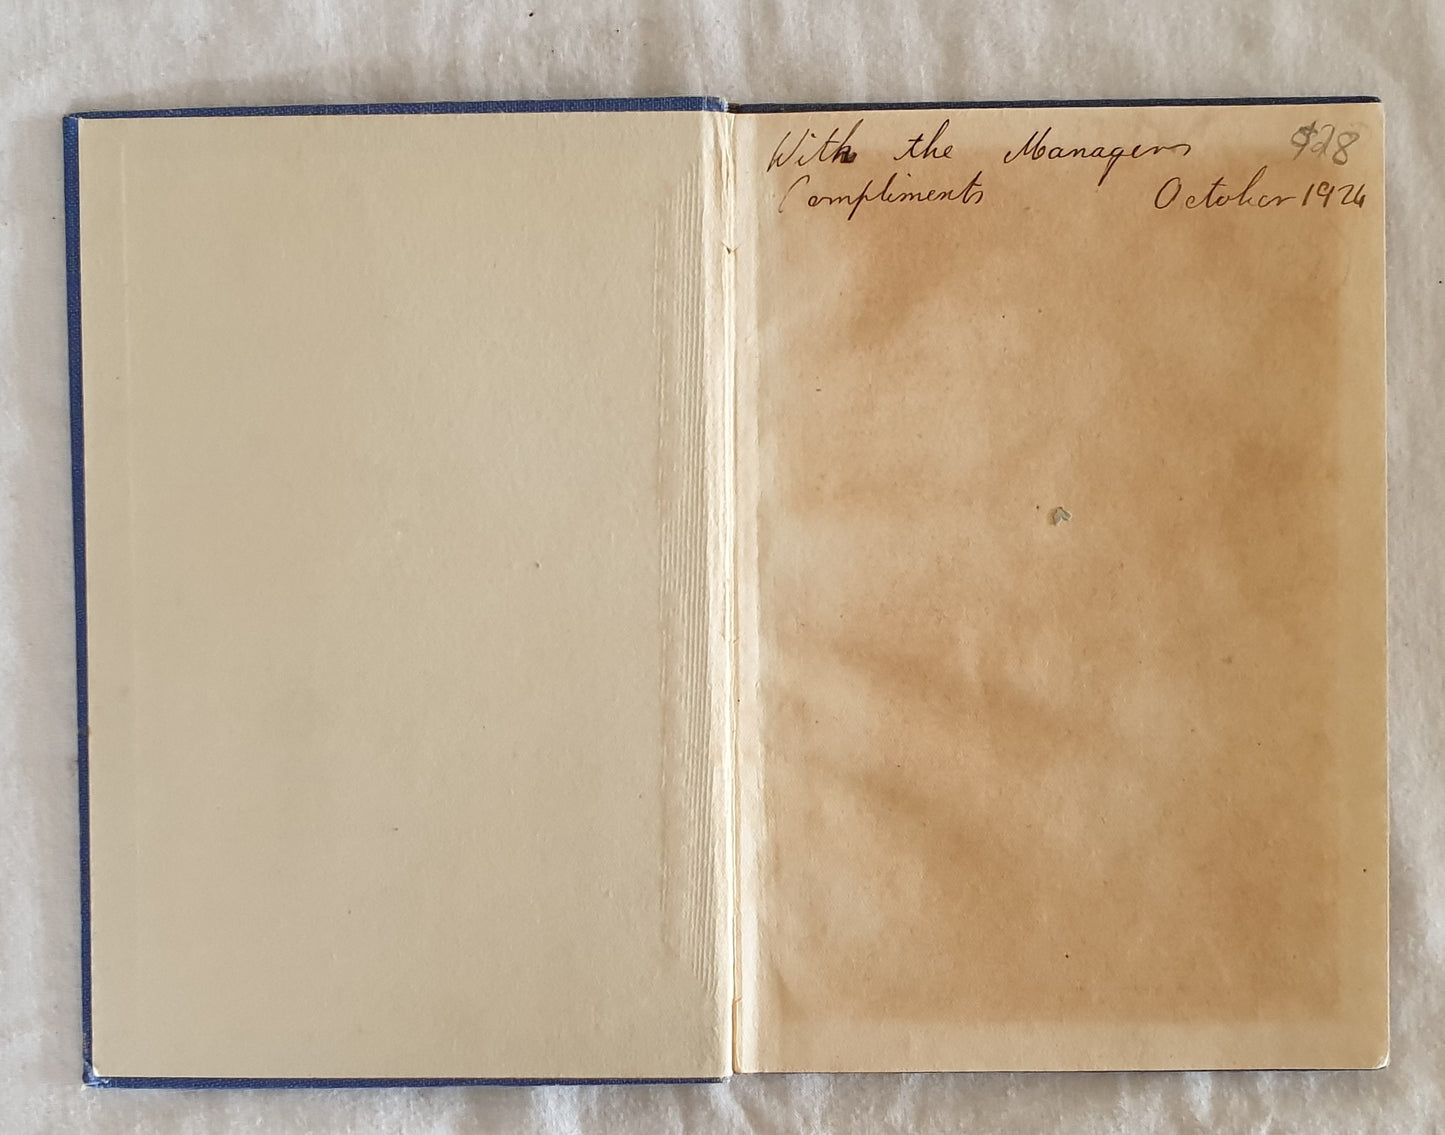 With the Managers $28
Compliments October 1926